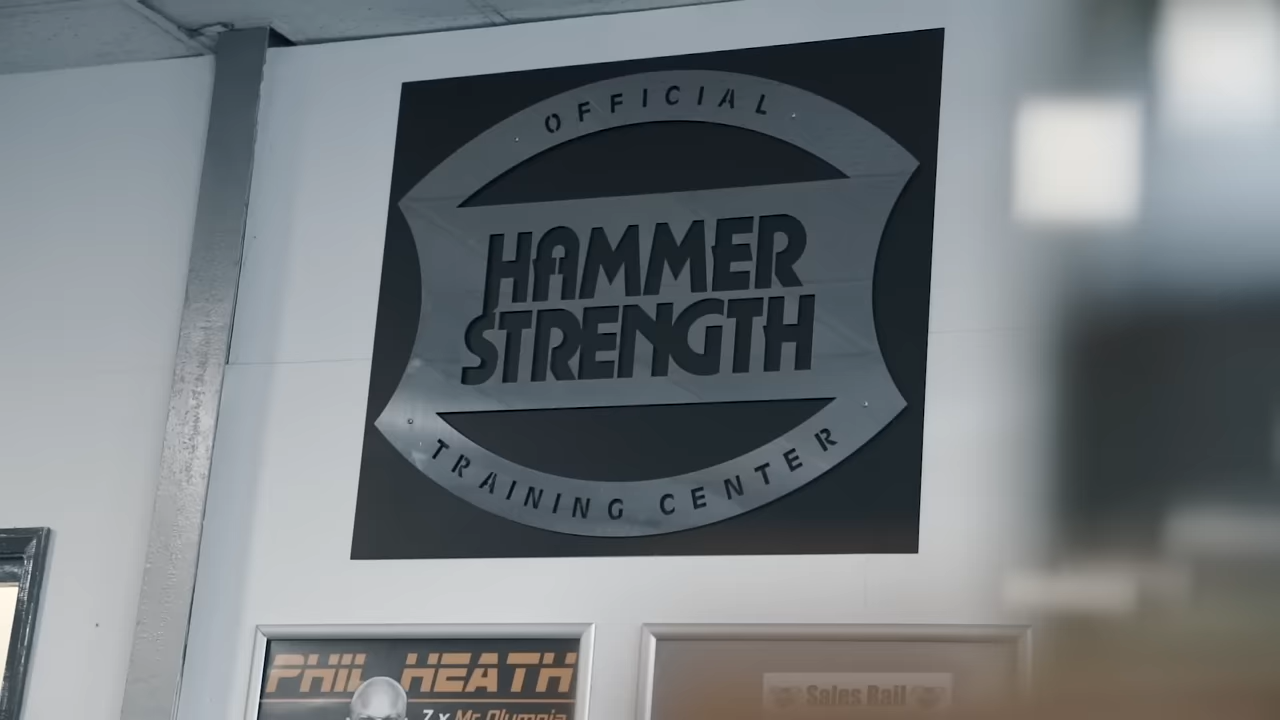 OFFICIAL
HAMMER
STRENGTH
TRAINING CENTER
PHIL HEATH
7 x Mr Olympia
Sales Rail